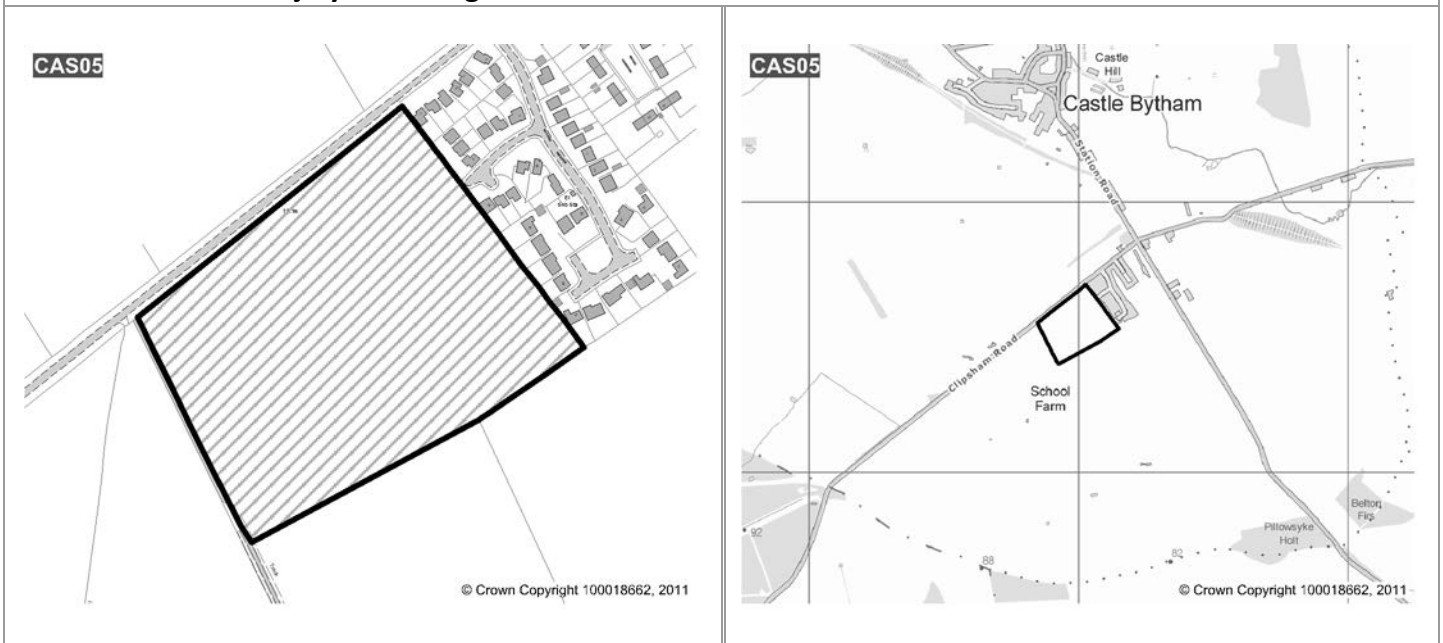 CAS05
Track
© Crown Copyright 100018662, 2011
CAS05
Castle
Hill
Castle Bytham
Station Road
Clipsham Road
School
Farm
Belton
Firs
Pillowsyke
Holt
92
88
82
© Crown Copyright 100018662, 2011